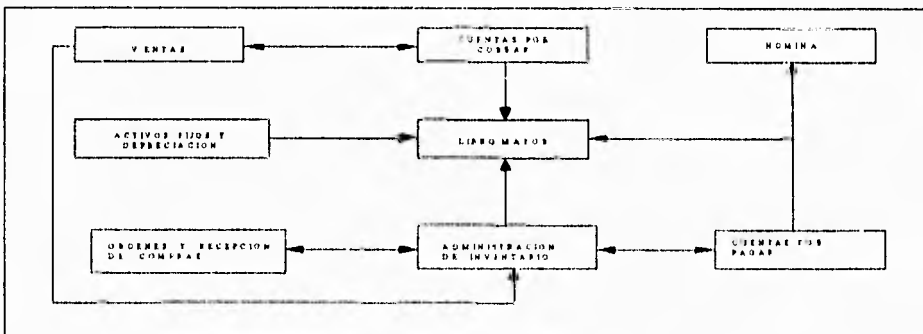 VENTAS
CUENTAS POR
COBRAR
NOMINA
ACTIVOS FIJOS Y
DEPRECIACION
LIBRO MAYOR
ORDENES Y RECEPCION
DE COMPRAS
ADMINISTRACION
DE INVENTARIO
CUENTAS POR
PAGAR